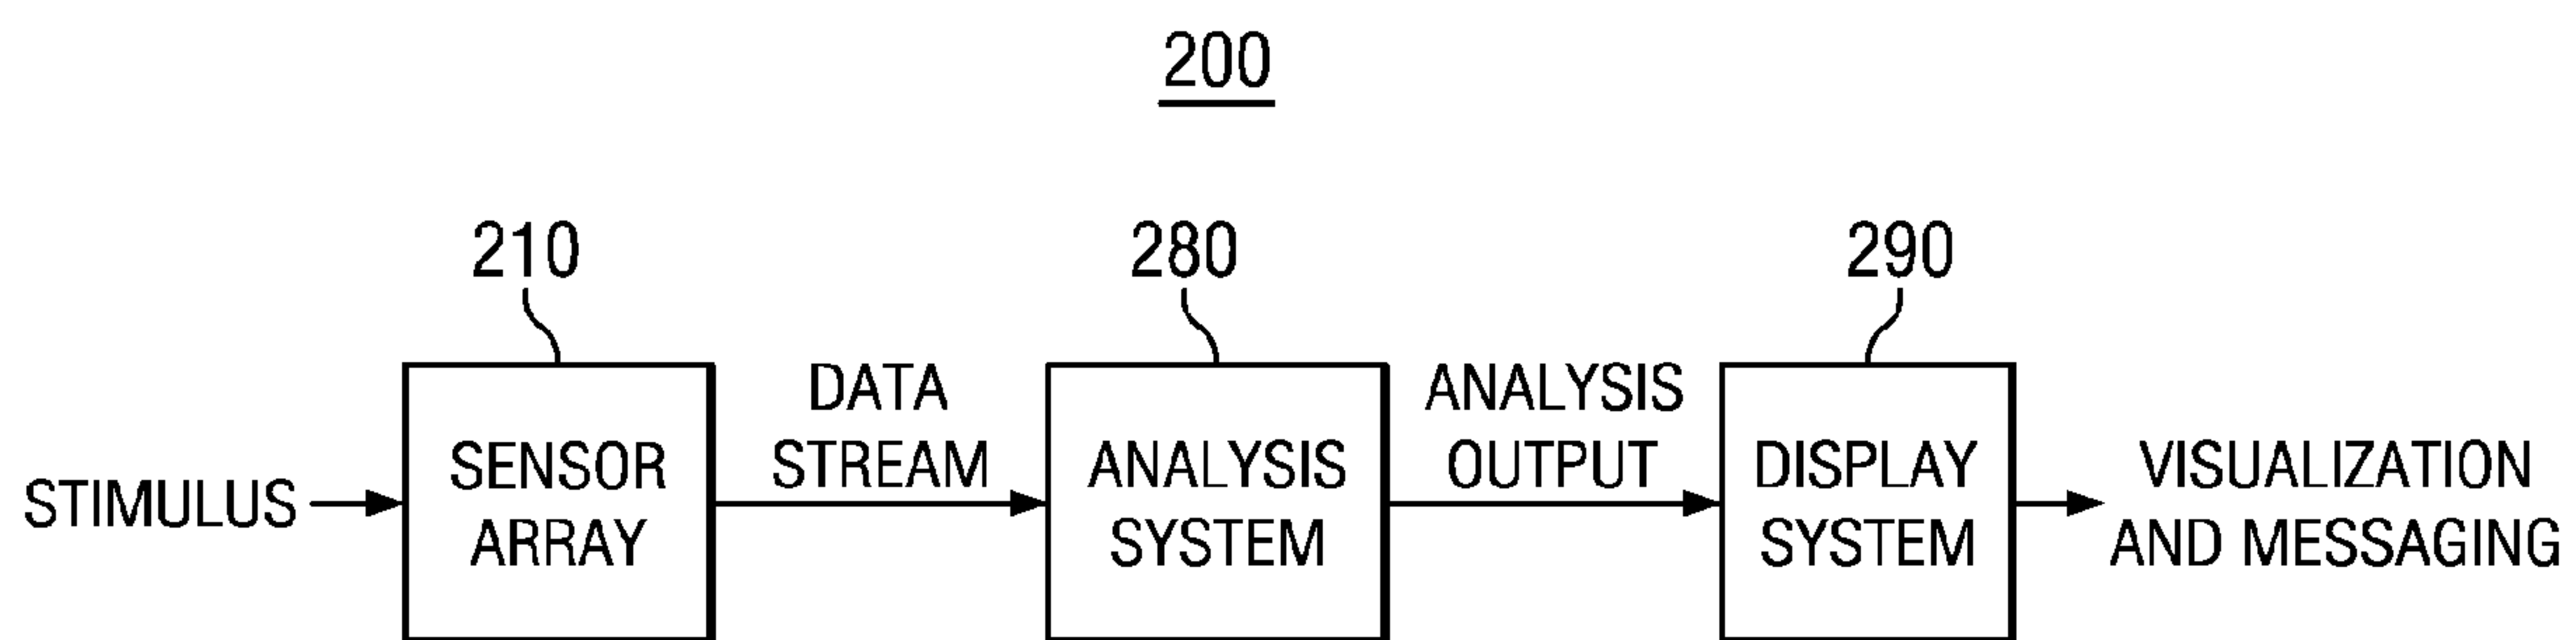 200
210
280
290
STIMULUS
SENSOR
ARRAY
DATA
STREAM
ANALYSIS
SYSTEM
ANALYSIS
OUTPUT
DISPLAY
SYSTEM
VISUALIZATION
AND MESSAGING